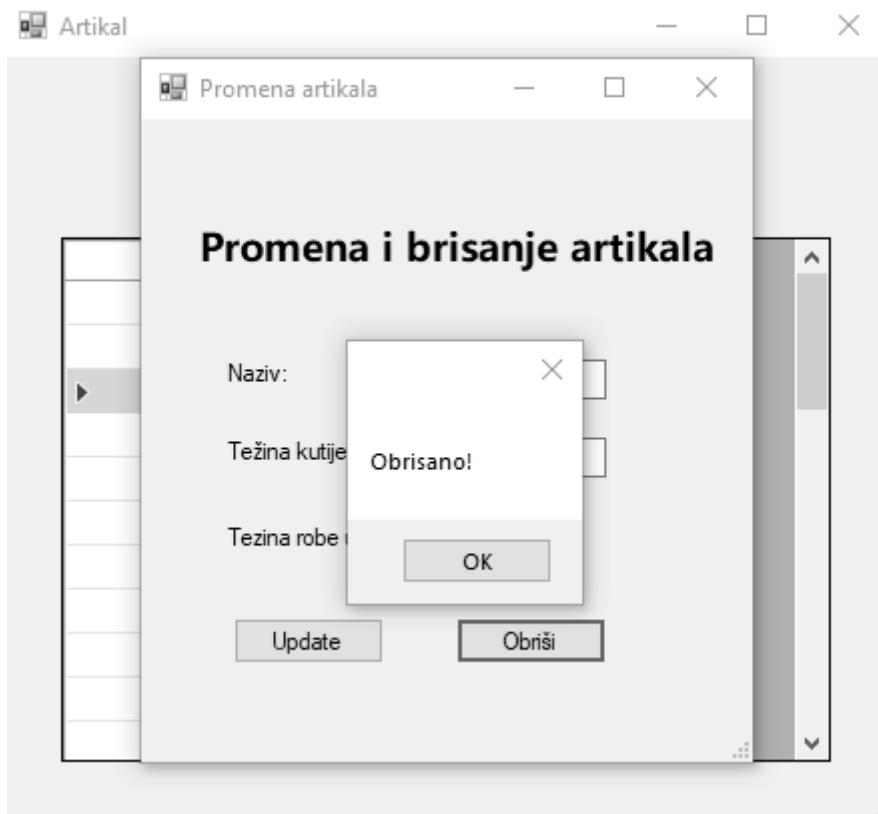 Artikal
Promena artikala
Promena i brisanje artikala
Naziv:
Težina kutije
Obrisano!
Tezina robe
OK
Update
Obriši